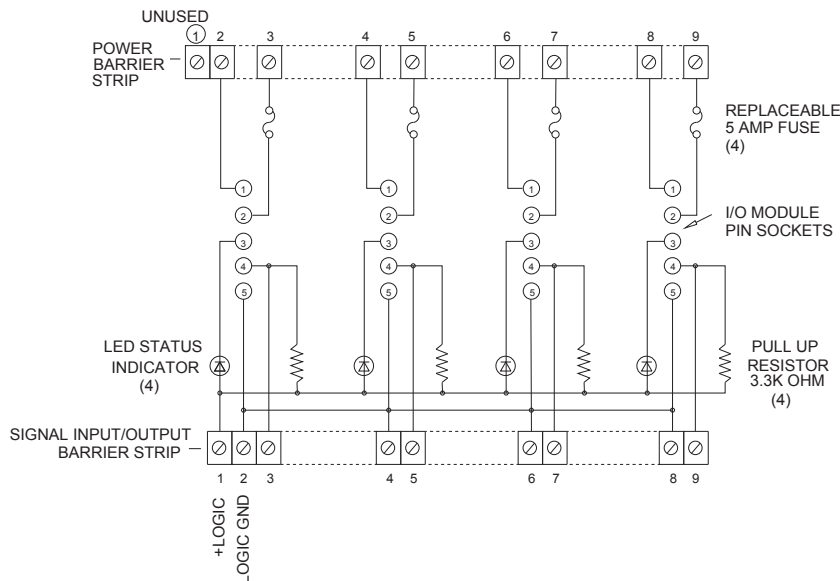 UNUSED
1 2 3 4 5 6 7 8 9
POWER
BARRIER
STRIP
REPLACEABLE
5 AMP FUSE
(4)
1 1 1 1
2 2 2 2
I/O MODULE
PIN SOCKETS
3 3 3 3
4 4 4 4
5 5 5 5
LED STATUS
INDICATOR
(4)
PULL UP
RESISTOR
3.3K OHM
(4)
SIGNAL INPUT/OUTPUT
BARRIER STRIP
1 2 3 4 5 6 7 8 9
+LOGIC
LOGIC GND